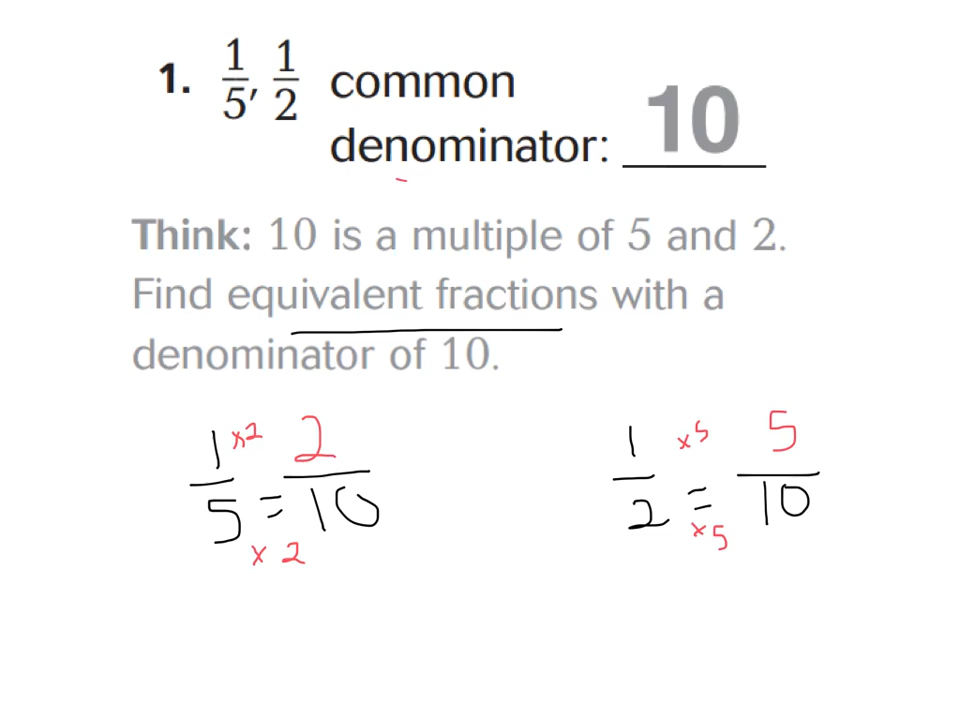 1. 1/5, 1/2 common
denominator: 10
Think: 10 is a multiple of 5 and 2.
Find equivalent fractions with a
denominator of 10.
1 ×2 2 1 ×5 5
5 = 10 2 = 10
× 2 ×5